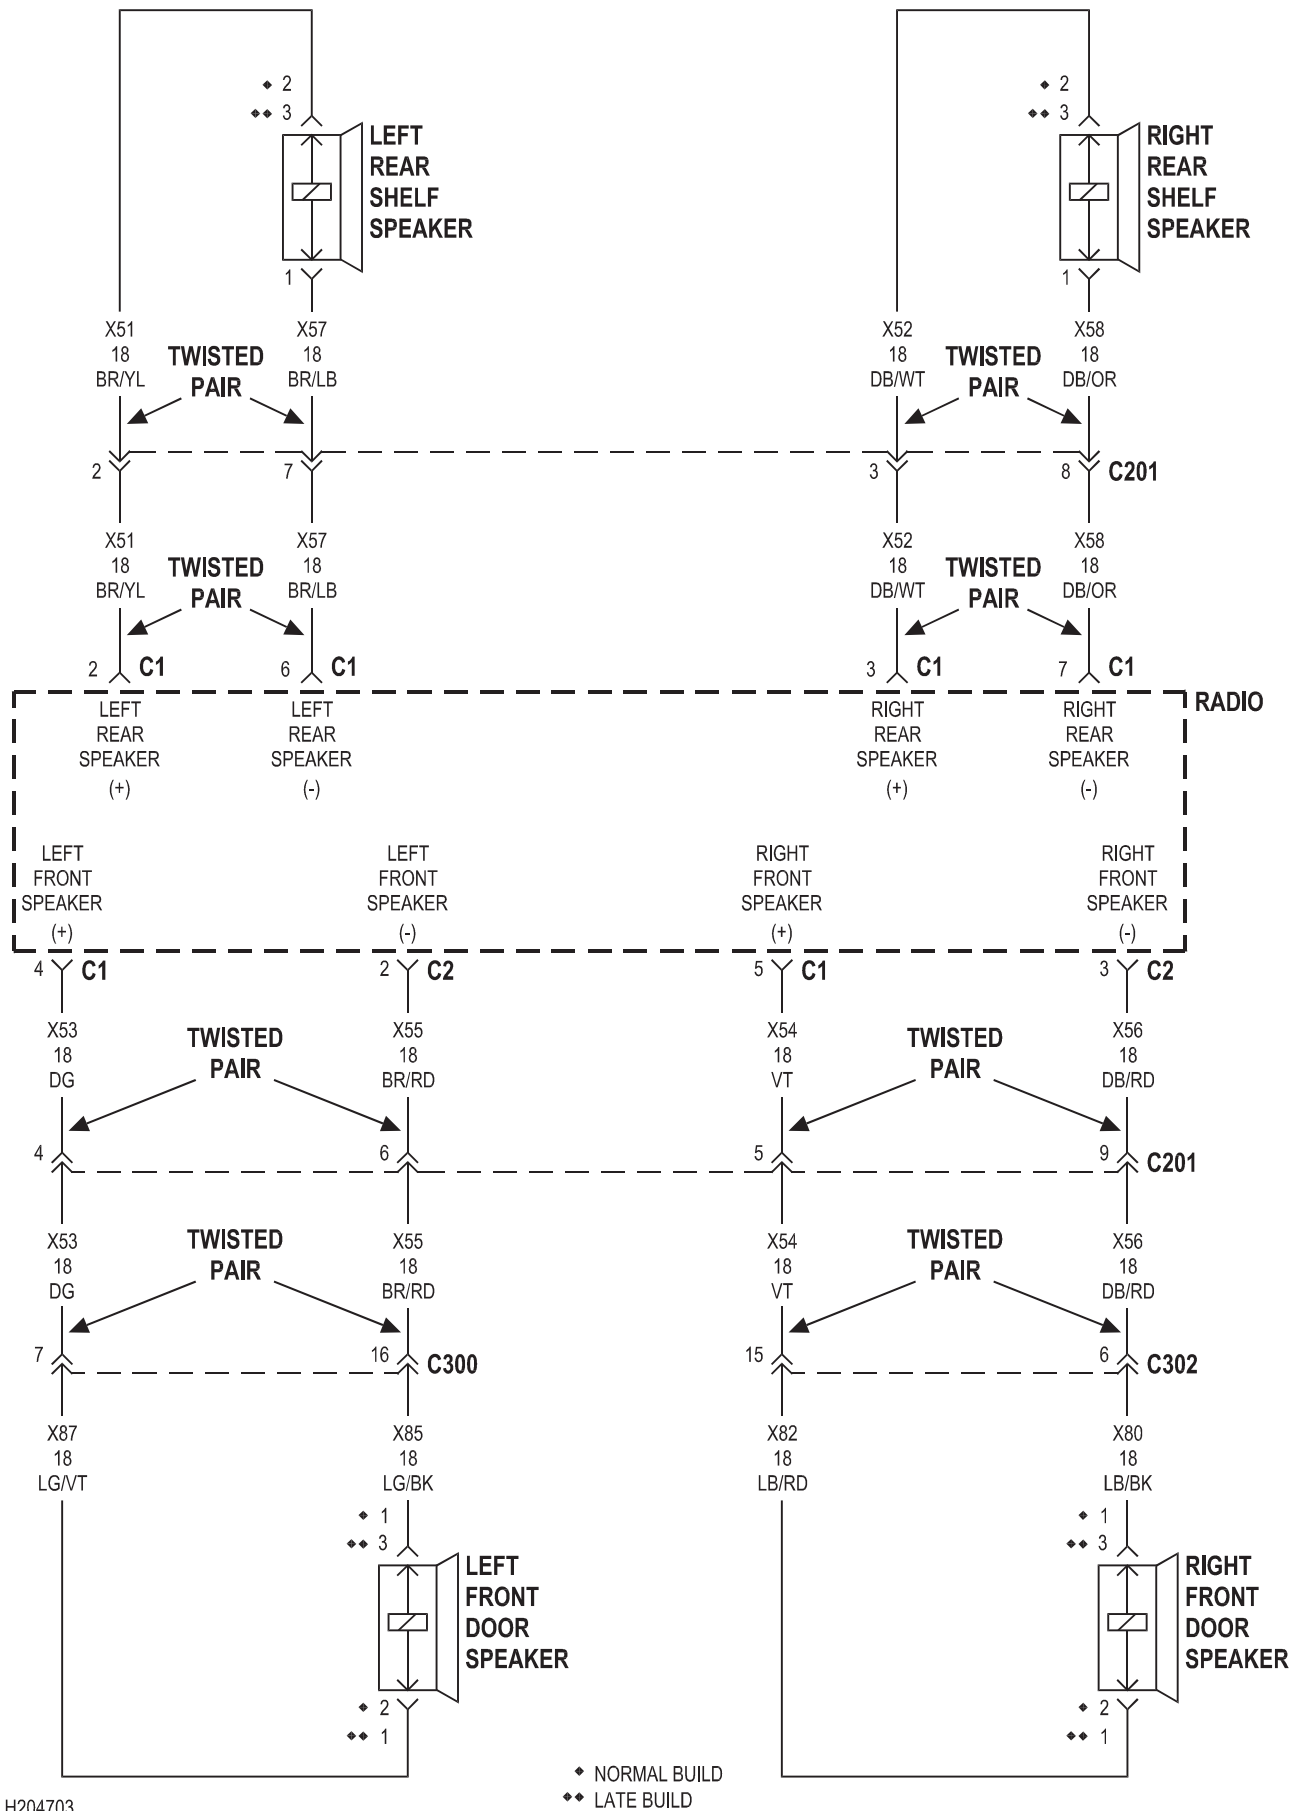 ◆ 2
◆◆ 3
LEFT
REAR
SHELF
SPEAKER
1
◆ 2
◆◆ 3
RIGHT
REAR
SHELF
SPEAKER
1
X51
18
BR/YL
TWISTED
PAIR
X57
18
BR/LB
X52
18
DB/WT
TWISTED
PAIR
X58
18
DB/OR
2
7
3
8
C201
X51
18
BR/YL
TWISTED
PAIR
X57
18
BR/LB
X52
18
DB/WT
TWISTED
PAIR
X58
18
DB/OR
2 C1
6 C1
3 C1
7 C1
RADIO
LEFT
REAR
SPEAKER
(+)
LEFT
REAR
SPEAKER
(-)
RIGHT
REAR
SPEAKER
(+)
RIGHT
REAR
SPEAKER
(-)
LEFT
FRONT
SPEAKER
(+)
LEFT
FRONT
SPEAKER
(-)
RIGHT
FRONT
SPEAKER
(+)
RIGHT
FRONT
SPEAKER
(-)
4 C1
2 C2
5 C1
3 C2
X53
18
DG
TWISTED
PAIR
X55
18
BR/RD
X54
18
VT
TWISTED
PAIR
X56
18
DB/RD
4
6
5
9
C201
X53
18
DG
TWISTED
PAIR
X55
18
BR/RD
X54
18
VT
TWISTED
PAIR
X56
18
DB/RD
7
16
C300
15
6
C302
X87
18
LG/VT
X85
18
LG/BK
X82
18
LB/RD
X80
18
LB/BK
◆ 1
◆◆ 3
LEFT
FRONT
DOOR
SPEAKER
◆ 2
◆◆ 1
◆ 1
◆◆ 3
RIGHT
FRONT
DOOR
SPEAKER
◆ 2
◆◆ 1
◆ NORMAL BUILD
◆◆ LATE BUILD
H204703